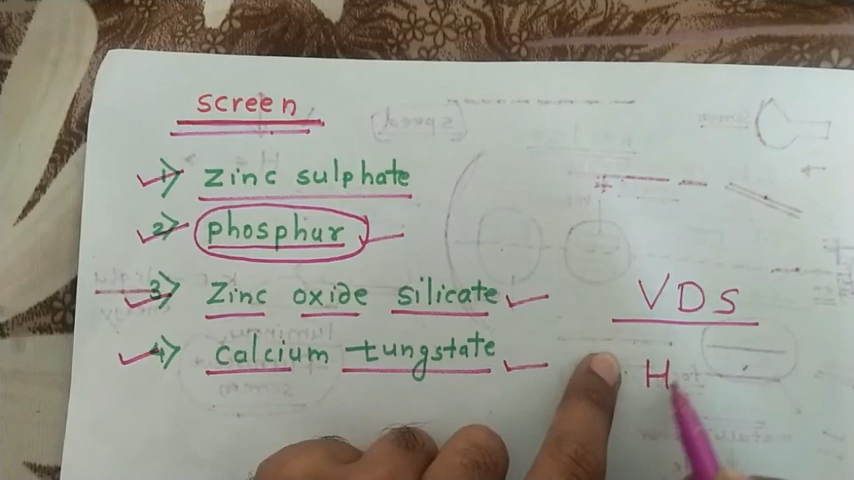 screen
1) zinc sulphate
2) phosphur
3) zinc oxide silicate
4) calcium tungstate
VDS
H